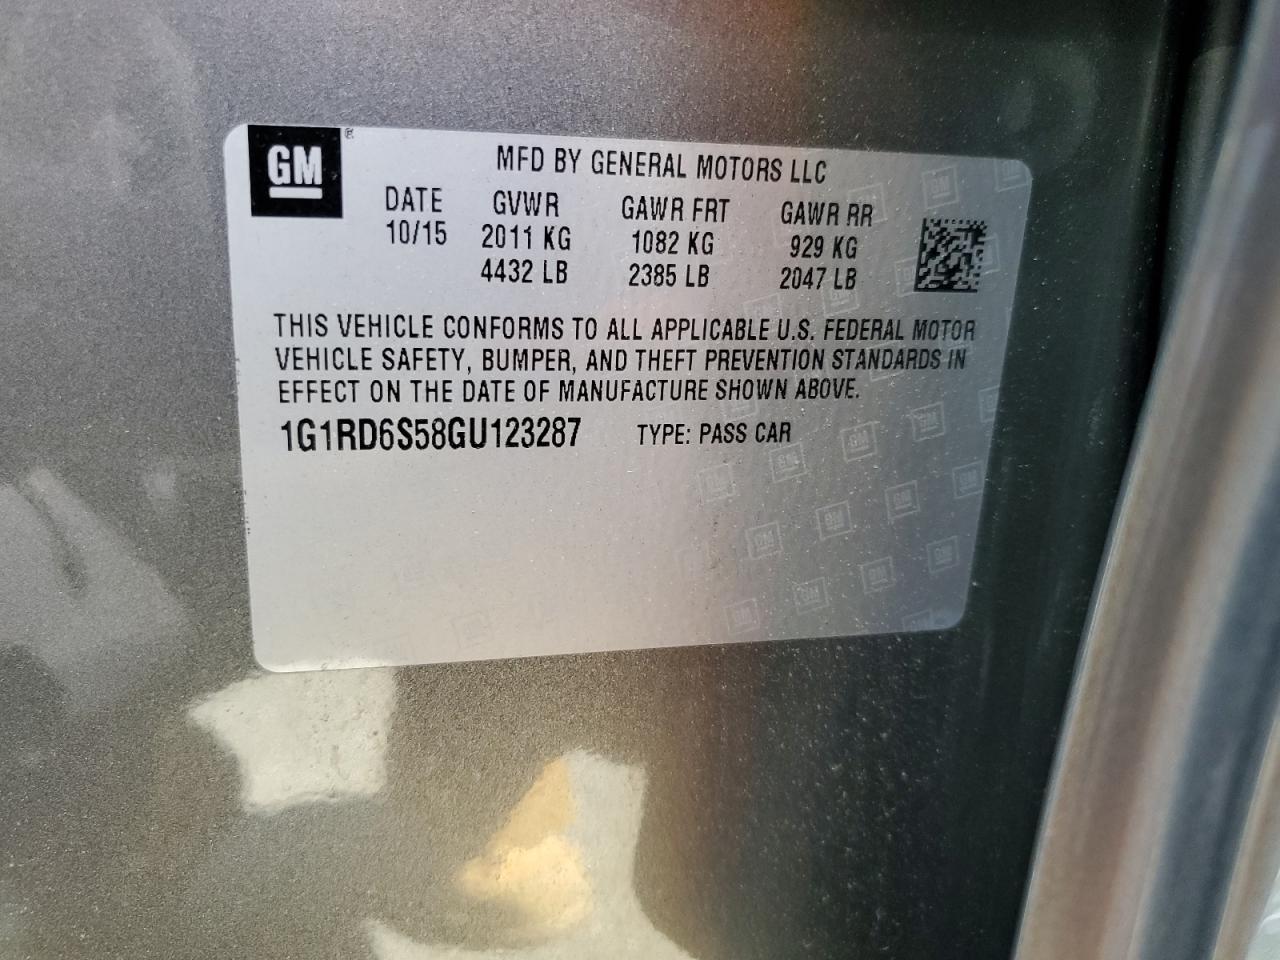 GM ®
MFD BY GENERAL MOTORS LLC
DATE GVWR GAWR FRT GAWR RR
10/15 2011 KG 1082 KG 929 KG
4432 LB 2385 LB 2047 LB
THIS VEHICLE CONFORMS TO ALL APPLICABLE U.S. FEDERAL MOTOR
VEHICLE SAFETY, BUMPER, AND THEFT PREVENTION STANDARDS IN
EFFECT ON THE DATE OF MANUFACTURE SHOWN ABOVE.
1G1RD6S58GU123287 TYPE: PASS CAR